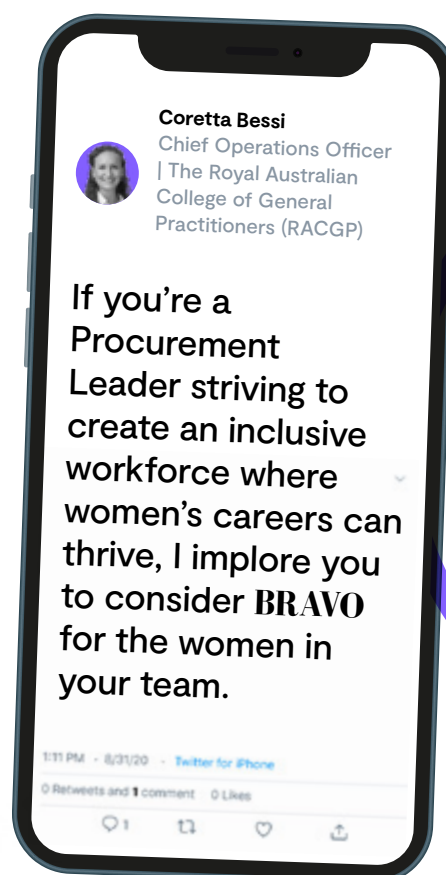 Coretta Bessi
Chief Operations Officer
| The Royal Australian
College of General
Practitioners (RACGP)
If you're a
Procurement
Leader striving to
create an inclusive
workforce where
women's careers can
thrive, I implore you
to consider BRAVO
for the women in
your team.
1:11 PM · 8/31/20 · Twitter for iPhone
0 Retweets and 1 comment 0 Likes
1